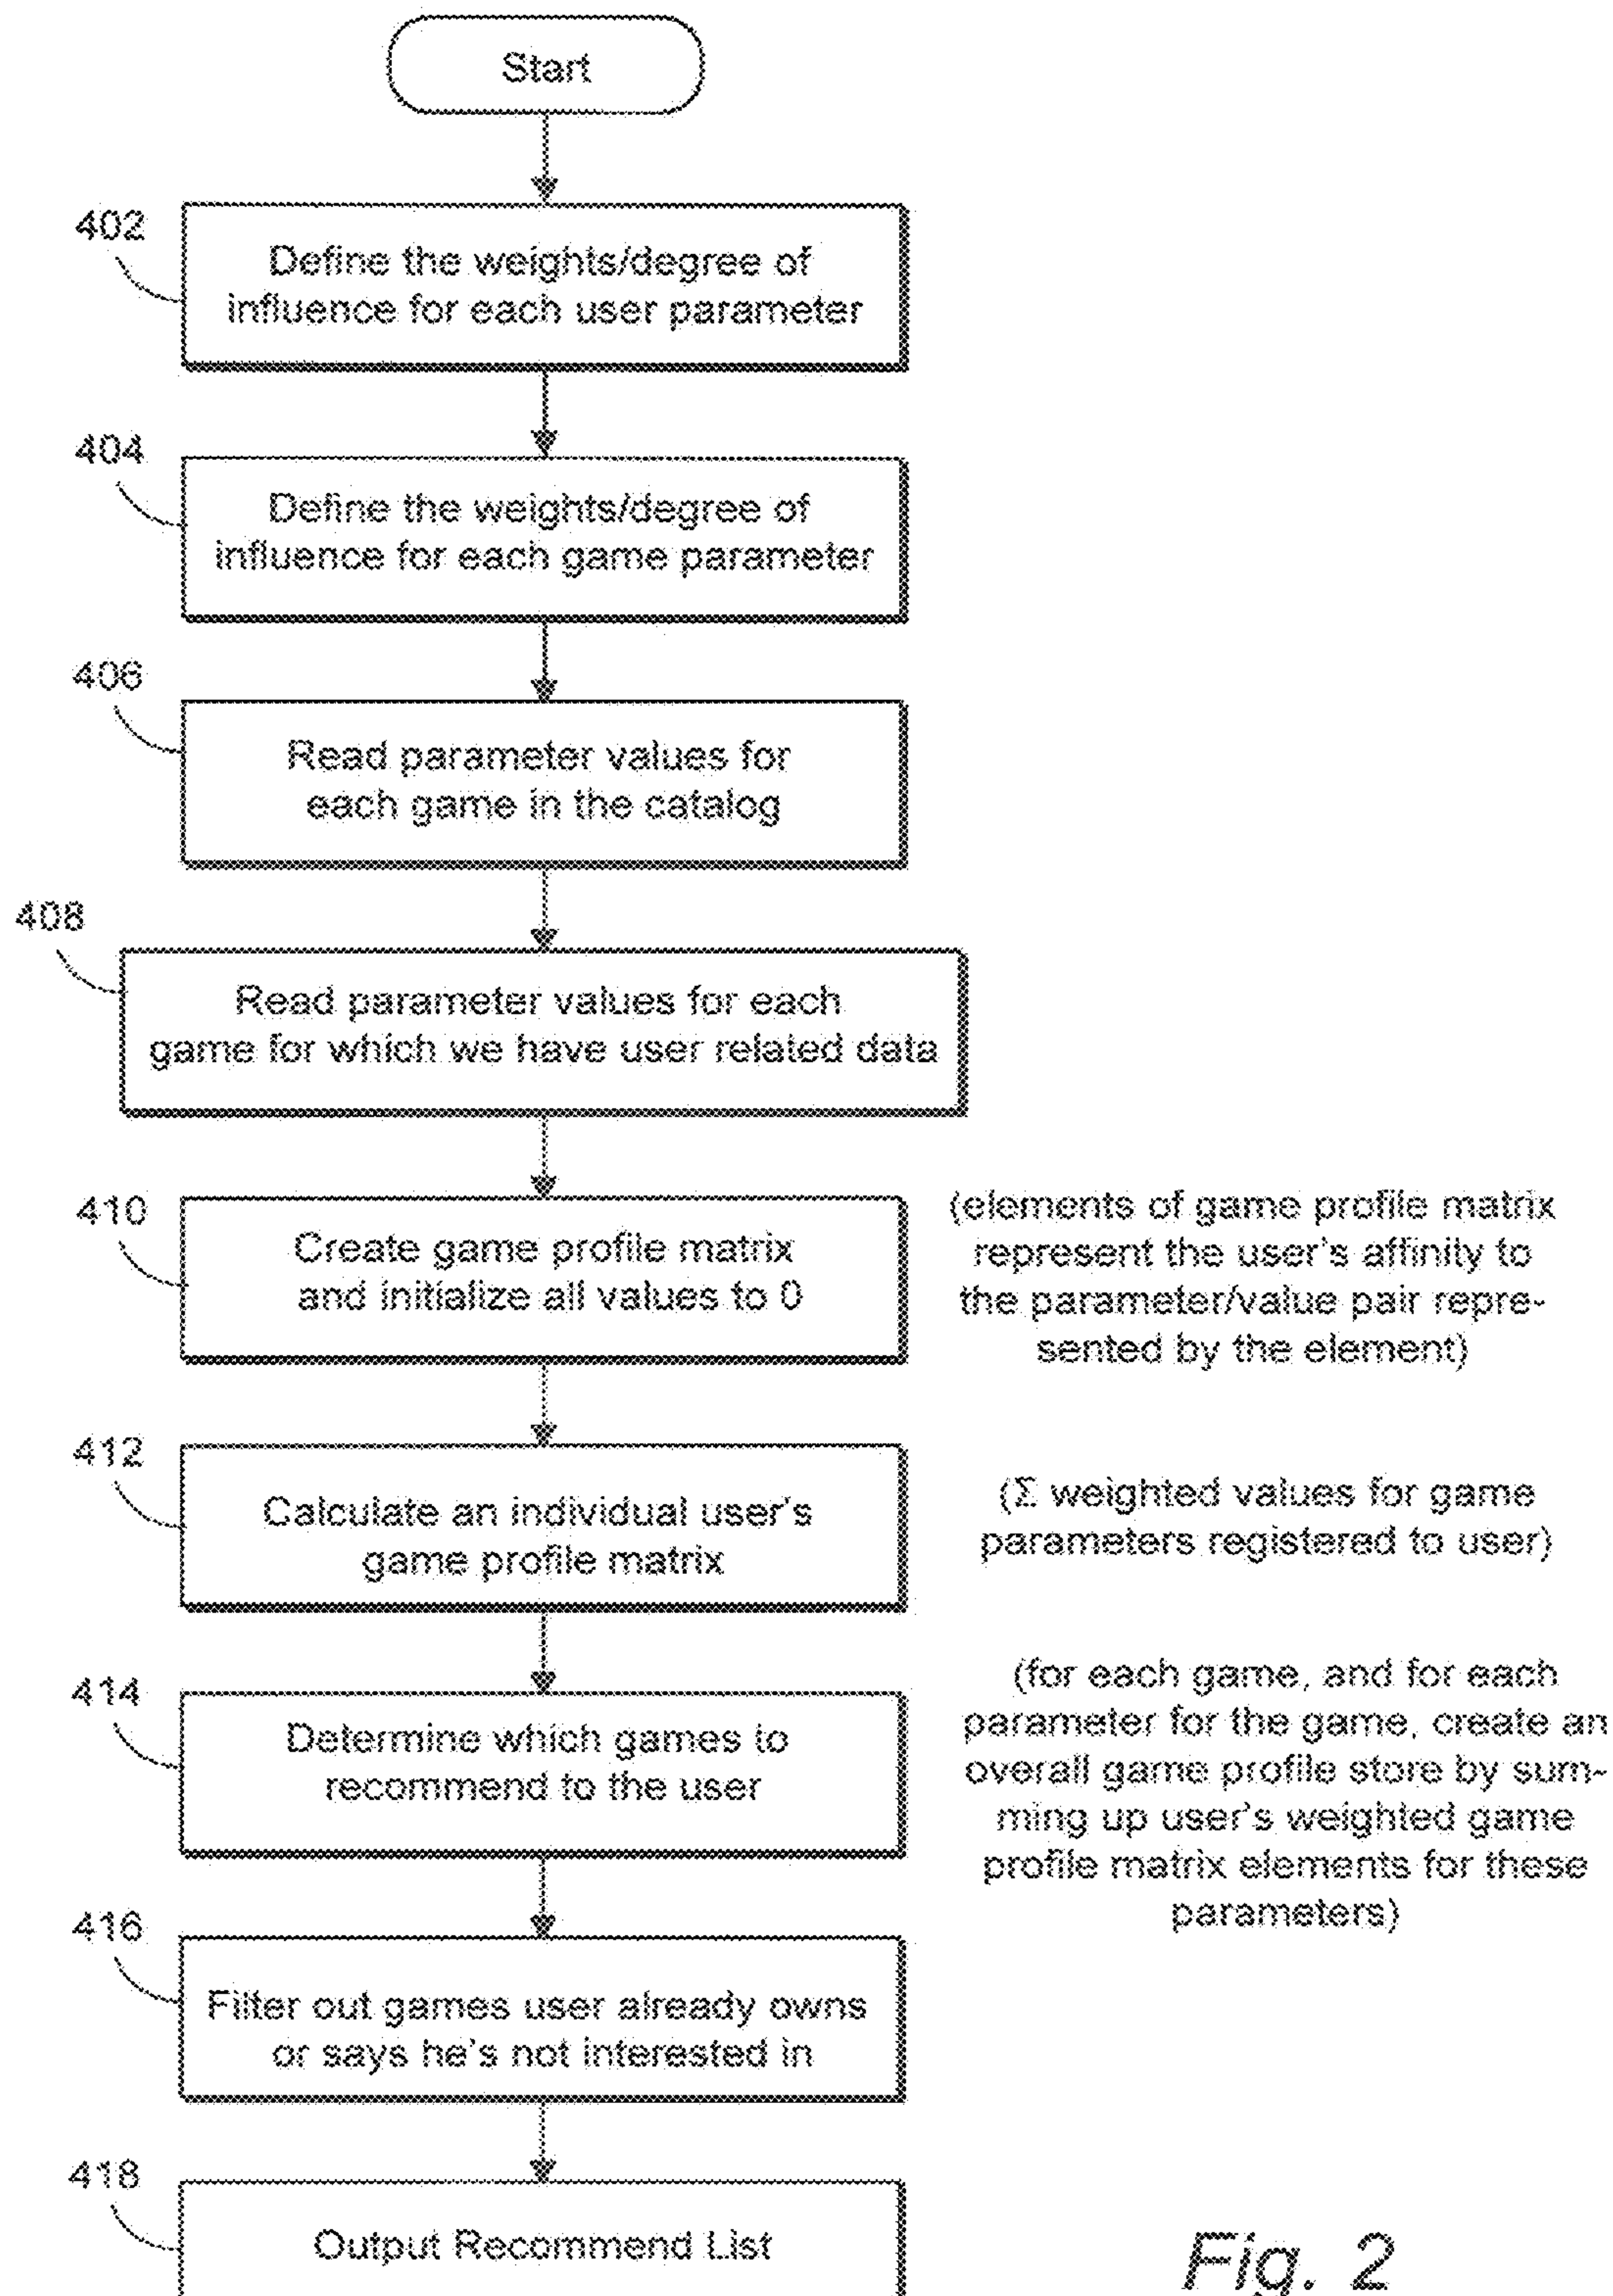 Start
402
Define the weights/degree of
influence for each user parameter
404
Define the weights/degree of
influence for each game parameter
406
Read parameter values for
each game in the catalog
408
Read parameter values for each
game for which we have user related data
410
Create game profile matrix
and initialize all values to 0
(elements of game profile matrix
represent the user's affinity to
the parameter/value pair repre-
sented by the element)
412
Calculate an individual user's
game profile matrix
(Σ weighted values for game
parameters registered to user)
414
Determine which games to
recommend to the user
(for each game, and for each
parameter for the game, create an
overall game profile store by sum-
ming up user's weighted game
profile matrix elements for these
parameters)
416
Filter out games user already owns
or says he's not interested in
418
Output Recommend List
Fig. 2